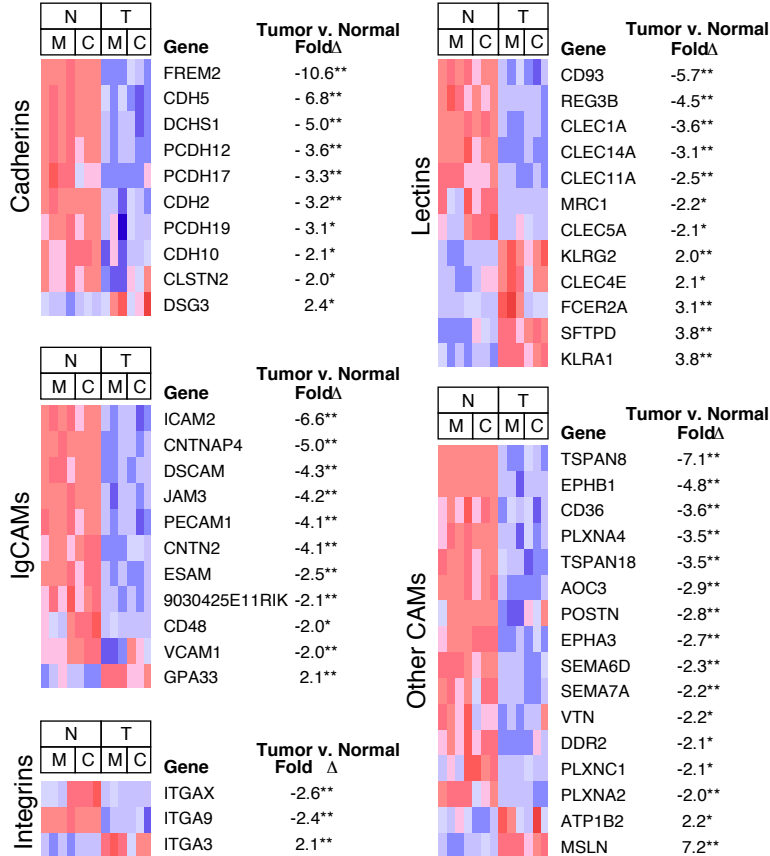 Cadherins
N T
M C M C
Gene Tumor v. Normal FoldΔ
FREM2 -10.6**
CDH5 - 6.8**
DCHS1 - 5.0**
PCDH12 - 3.6**
PCDH17 - 3.3**
CDH2 - 3.2**
PCDH19 - 3.1*
CDH10 - 2.1*
CLSTN2 - 2.0*
DSG3 2.4*
IgCAMs
N T
M C M C
Gene Tumor v. Normal FoldΔ
ICAM2 -6.6**
CNTNAP4 -5.0**
DSCAM -4.3**
JAM3 -4.2**
PECAM1 -4.1**
CNTN2 -4.1**
ESAM -2.5**
9030425E11RIK -2.1**
CD48 -2.0*
VCAM1 -2.0**
GPA33 2.1**
Integrins
N T
M C M C
Gene Tumor v. Normal Fold Δ
ITGAX -2.6**
ITGA9 -2.4**
ITGA3 2.1**
Lectins
N T
M C M C
Gene Tumor v. Normal FoldΔ
CD93 -5.7**
REG3B -4.5**
CLEC1A -3.6**
CLEC14A -3.1**
CLEC11A -2.5**
MRC1 -2.2*
CLEC5A -2.1*
KLRG2 2.0**
CLEC4E 2.1*
FCER2A 3.1**
SFTPD 3.8**
KLRA1 3.8**
Other CAMs
N T
M C M C
Gene Tumor v. Normal FoldΔ
TSPAN8 -7.1**
EPHB1 -4.8**
CD36 -3.6**
PLXNA4 -3.5**
TSPAN18 -3.5**
AOC3 -2.9**
POSTN -2.8**
EPHA3 -2.7**
SEMA6D -2.3**
SEMA7A -2.2**
VTN -2.2*
DDR2 -2.1*
PLXNC1 -2.1*
PLXNA2 -2.0**
ATP1B2 2.2*
MSLN 7.2**